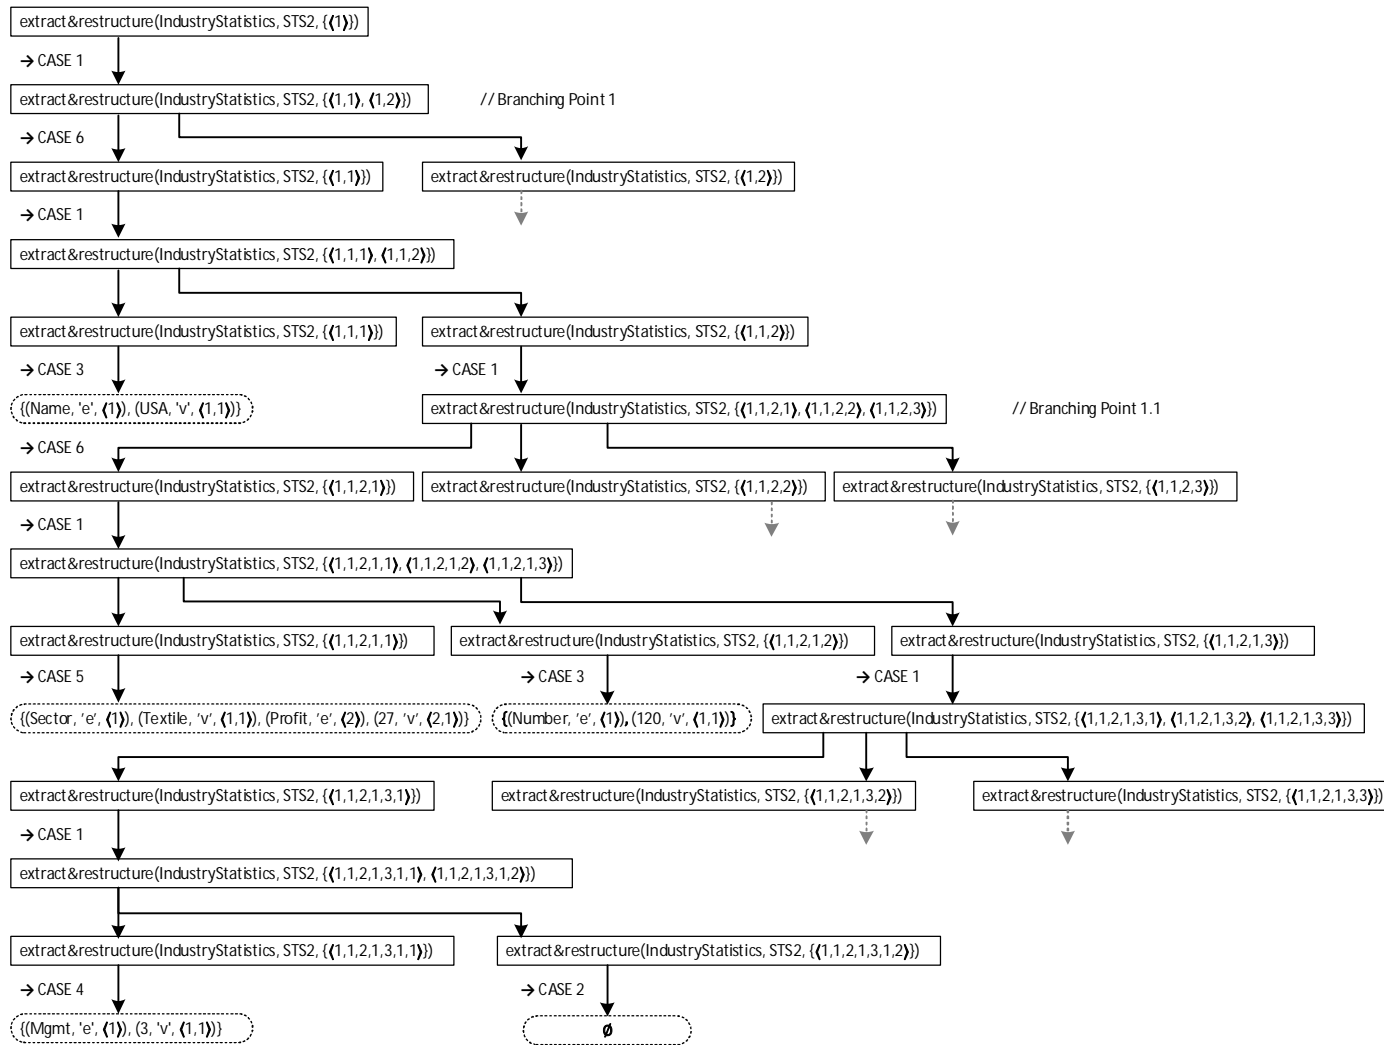 extract&restructure(IndustryStatistics, STS2, {⟨1⟩})
→ CASE 1
extract&restructure(IndustryStatistics, STS2, {⟨1,1⟩, ⟨1,2⟩}) // Branching Point 1
→ CASE 6
extract&restructure(IndustryStatistics, STS2, {⟨1,1⟩}) extract&restructure(IndustryStatistics, STS2, {⟨1,2⟩})
→ CASE 1
extract&restructure(IndustryStatistics, STS2, {⟨1,1,1⟩, ⟨1,1,2⟩})
extract&restructure(IndustryStatistics, STS2, {⟨1,1,1⟩}) extract&restructure(IndustryStatistics, STS2, {⟨1,1,2⟩})
→ CASE 3 → CASE 1
{(Name, 'e', ⟨1⟩), (USA, 'v', ⟨1,1⟩)} extract&restructure(IndustryStatistics, STS2, {⟨1,1,2,1⟩, ⟨1,1,2,2⟩, ⟨1,1,2,3⟩}) // Branching Point 1.1
→ CASE 6
extract&restructure(IndustryStatistics, STS2, {⟨1,1,2,1⟩}) extract&restructure(IndustryStatistics, STS2, {⟨1,1,2,2⟩}) extract&restructure(IndustryStatistics, STS2, {⟨1,1,2,3⟩})
→ CASE 1
extract&restructure(IndustryStatistics, STS2, {⟨1,1,2,1,1⟩, ⟨1,1,2,1,2⟩, ⟨1,1,2,1,3⟩})
extract&restructure(IndustryStatistics, STS2, {⟨1,1,2,1,1⟩}) extract&restructure(IndustryStatistics, STS2, {⟨1,1,2,1,2⟩}) extract&restructure(IndustryStatistics, STS2, {⟨1,1,2,1,3⟩})
→ CASE 5 → CASE 3 → CASE 1
{(Sector, 'e', ⟨1⟩), (Textile, 'v', ⟨1,1⟩), (Profit, 'e', ⟨2⟩), (27, 'v', ⟨2,1⟩)} {(Number, 'e', ⟨1⟩), (120, 'v', ⟨1,1⟩)} extract&restructure(IndustryStatistics, STS2, {⟨1,1,2,1,3,1⟩, ⟨1,1,2,1,3,2⟩, ⟨1,1,2,1,3,3⟩})
extract&restructure(IndustryStatistics, STS2, {⟨1,1,2,1,3,1⟩}) extract&restructure(IndustryStatistics, STS2, {⟨1,1,2,1,3,2⟩}) extract&restructure(IndustryStatistics, STS2, {⟨1,1,2,1,3,3⟩})
→ CASE 1
extract&restructure(IndustryStatistics, STS2, {⟨1,1,2,1,3,1,1⟩, ⟨1,1,2,1,3,1,2⟩})
extract&restructure(IndustryStatistics, STS2, {⟨1,1,2,1,3,1,1⟩}) extract&restructure(IndustryStatistics, STS2, {⟨1,1,2,1,3,1,2⟩})
→ CASE 4 → CASE 2
{(Mgmt, 'e', ⟨1⟩), (3, 'v', ⟨1,1⟩)} ø